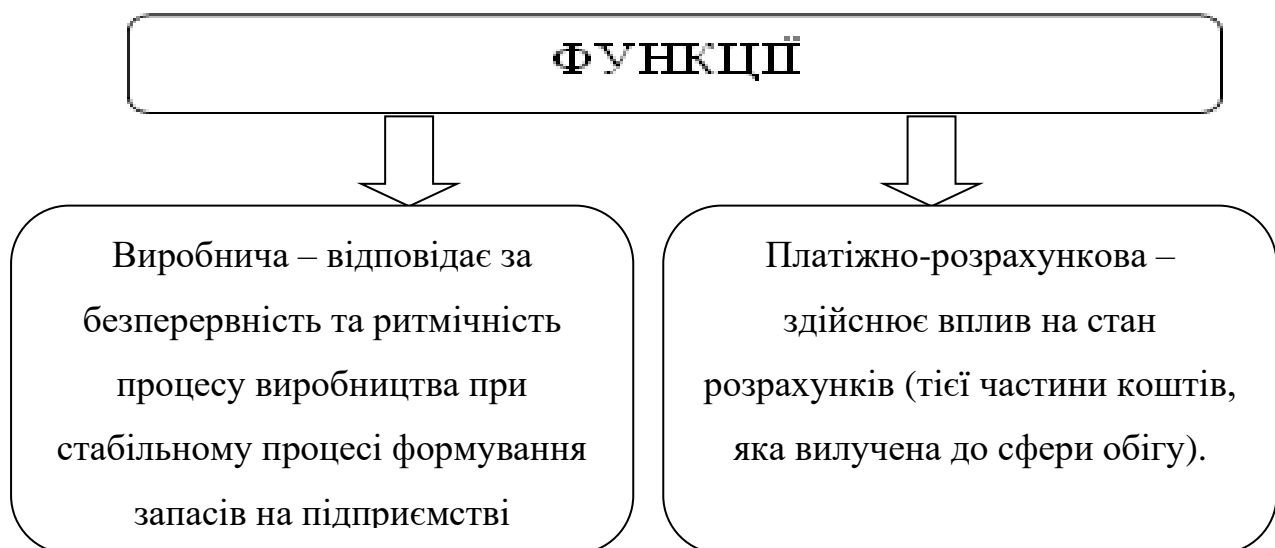 ФУНКЦІЇ
Виробнича – відповідає за
безперервність та ритмічність
процесу виробництва при
стабільному процесі формування
запасів на підприємстві
Платіжно-розрахункова –
здійснює вплив на стан
розрахунків (тієї частини коштів,
яка вилучена до сфери обігу).